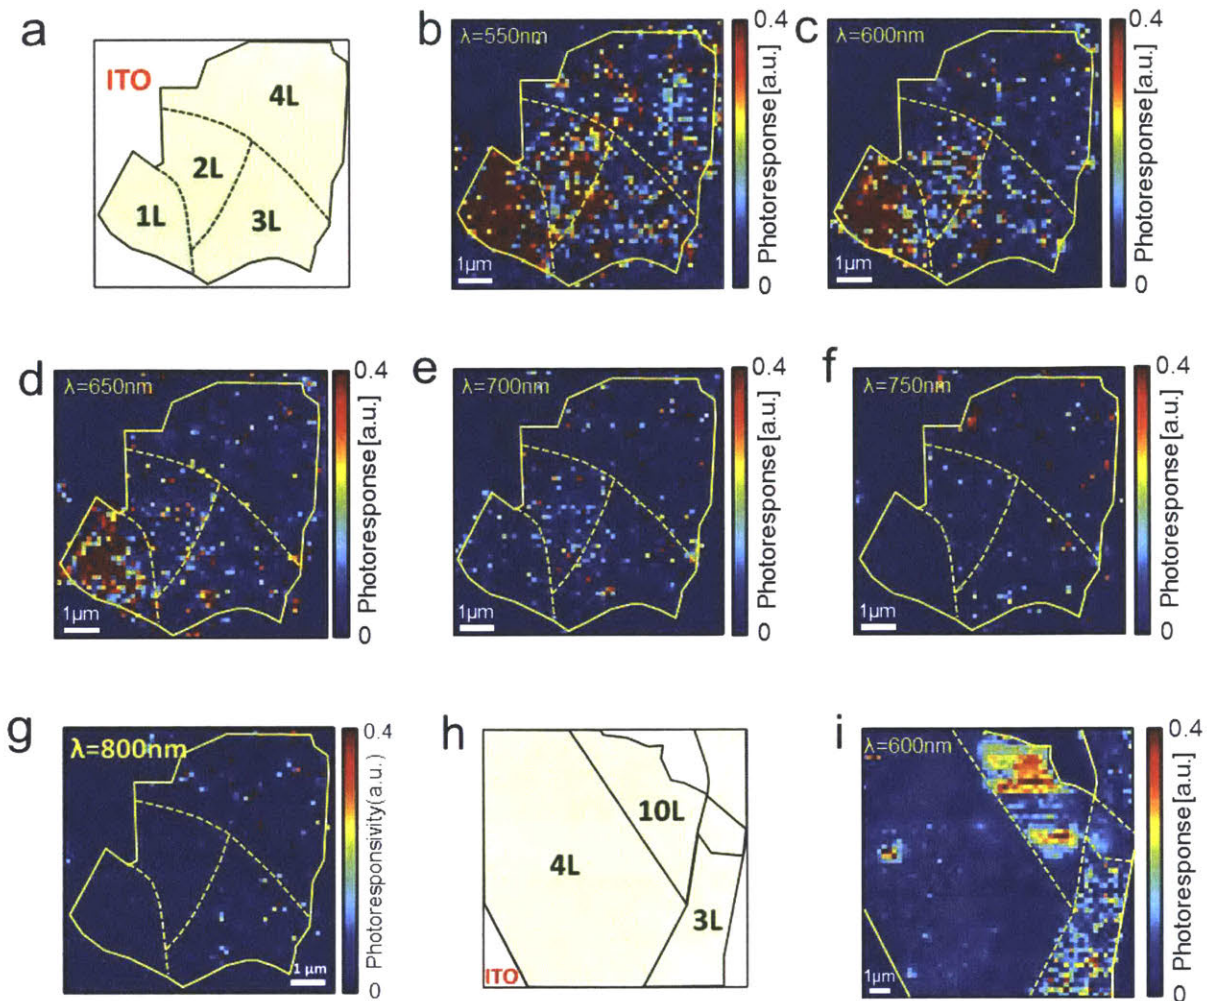 a
ITO
4L
2L
1L
3L
b
λ=550nm
0.4
Photoresponse[a.u.]
0
1μm
c
λ=600nm
0.4
Photoresponse[a.u.]
0
1μm
d
λ=650nm
0.4
Photoresponse[a.u.]
0
1μm
e
λ=700nm
0.4
Photoresponse[a.u.]
0
1μm
f
λ=750nm
0.4
Photoresponse[a.u.]
0
1μm
g
λ=800nm
0.4
Photoresponsivity(a.u.)
0
1 μm
h
10L
4L
3L
ITO
i
λ=600nm
0.4
Photoresponse[a.u.]
0
1μm